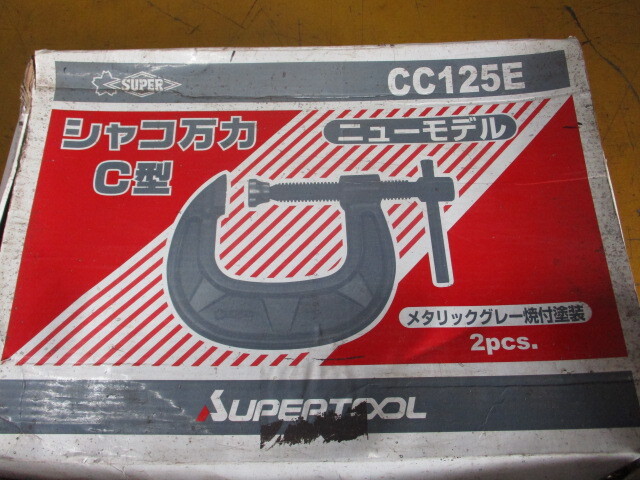 SUPER
CC125E
シャコ万力
ニューモデル
C型
メタリックグレー焼付塗装
2pcs.
SUPERTOOL